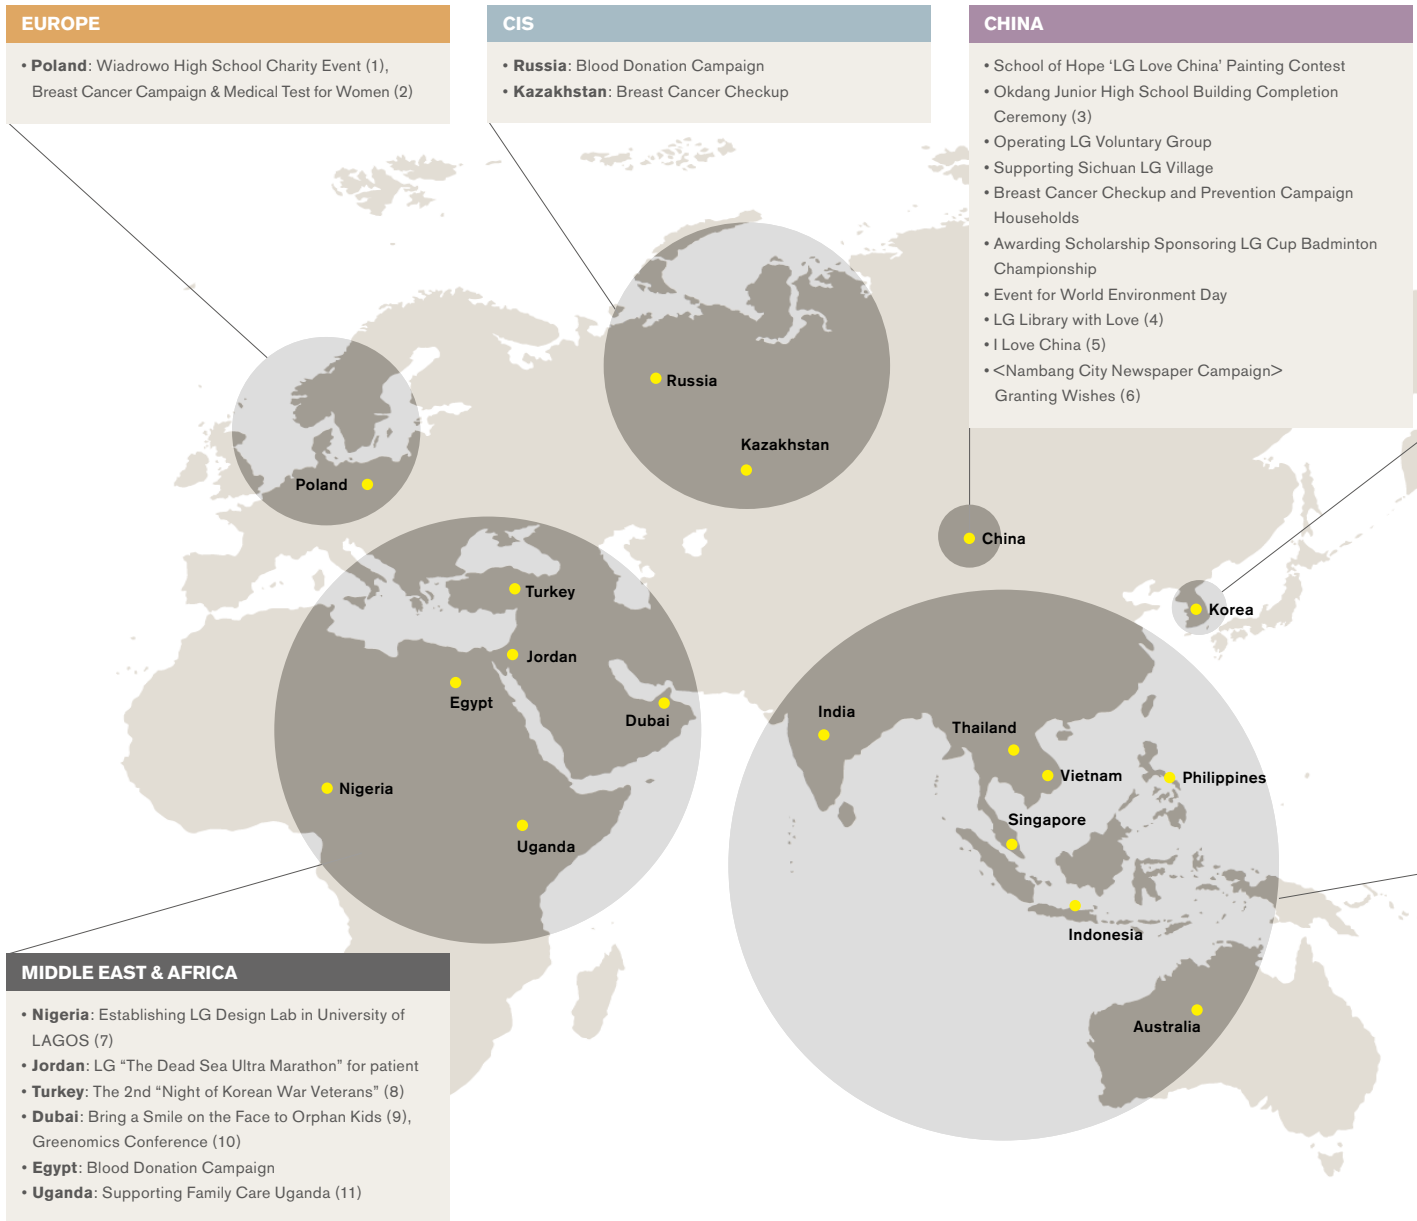 EUROPE
• Poland: Wiadrowo High School Charity Event (1),
Breast Cancer Campaign & Medical Test for Women (2)
CIS
• Russia: Blood Donation Campaign
• Kazakhstan: Breast Cancer Checkup
CHINA
• School of Hope ‘LG Love China’ Painting Contest
• Okdang Junior High School Building Completion
Ceremony (3)
• Operating LG Voluntary Group
• Supporting Sichuan LG Village
• Breast Cancer Checkup and Prevention Campaign
Households
• Awarding Scholarship Sponsoring LG Cup Badminton
Championship
• Event for World Environment Day
• LG Library with Love (4)
• I Love China (5)
• <Nambang City Newspaper Campaign>
Granting Wishes (6)
Russia
Kazakhstan
Poland
China
Turkey
Korea
Jordan
Egypt
Dubai
India
Thailand
Nigeria
Vietnam
Philippines
Singapore
Uganda
Indonesia
Australia
MIDDLE EAST & AFRICA
• Nigeria: Establishing LG Design Lab in University of
LAGOS (7)
• Jordan: LG “The Dead Sea Ultra Marathon” for patient
• Turkey: The 2nd “Night of Korean War Veterans” (8)
• Dubai: Bring a Smile on the Face to Orphan Kids (9),
Greenomics Conference (10)
• Egypt: Blood Donation Campaign
• Uganda: Supporting Family Care Uganda (11)